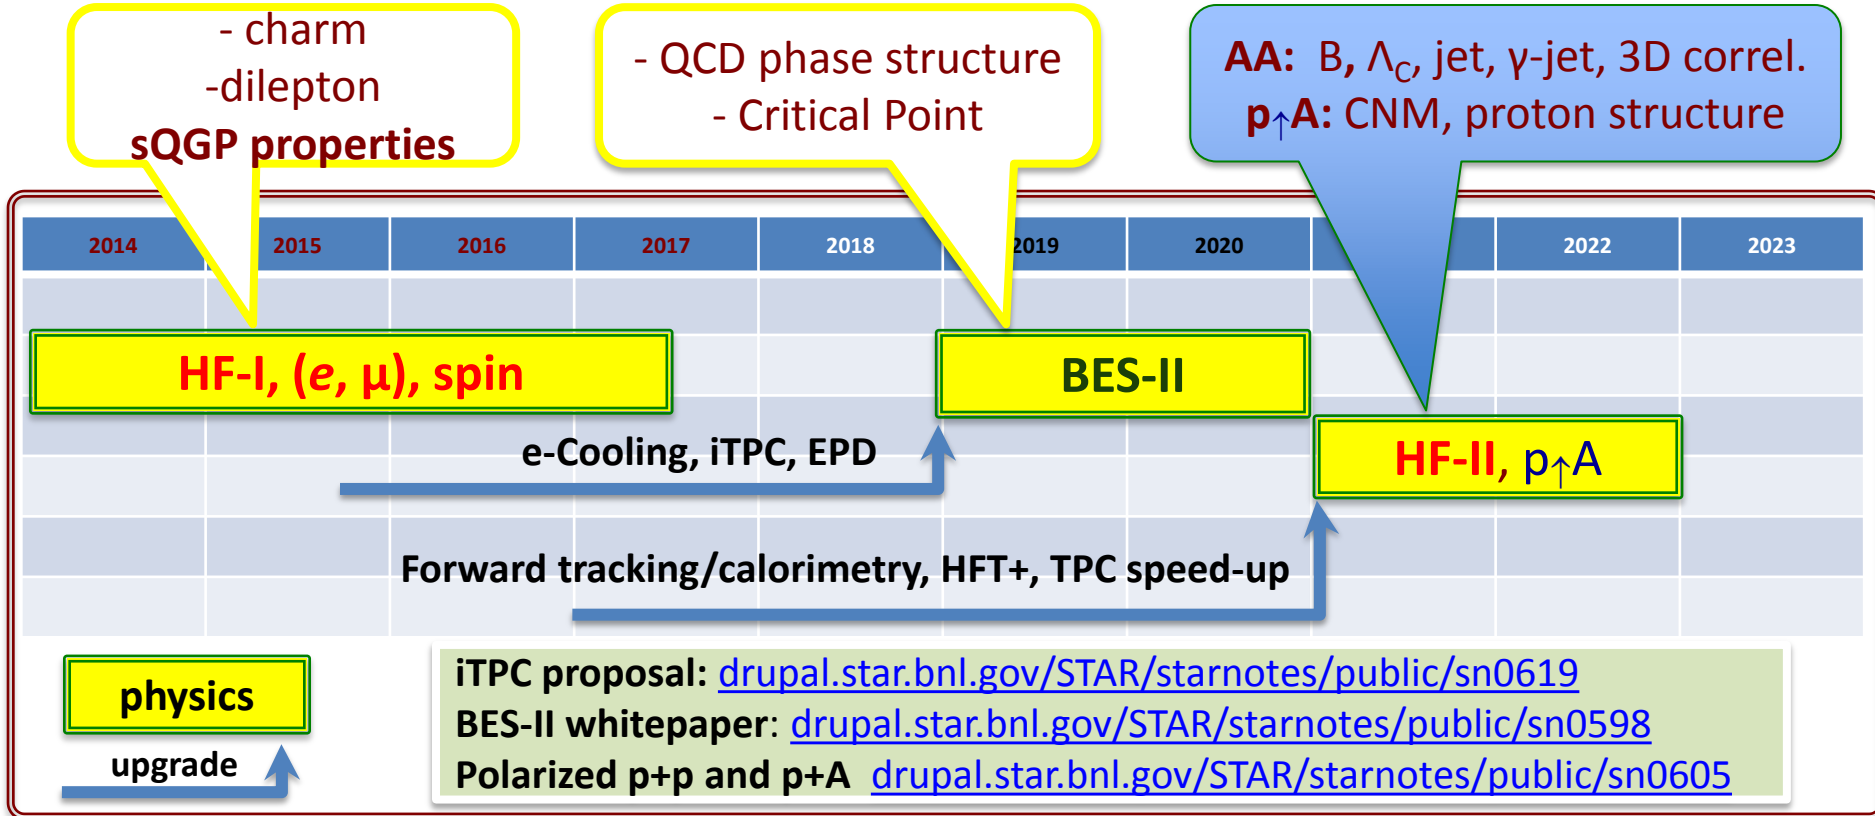 - charm
-dilepton
sQGP properties
- QCD phase structure
- Critical Point
AA: B, ΛC, jet, γ-jet, 3D correl.
p↑A: CNM, proton structure
2014 2015 2016 2017 2018 2019 2020 2022 2023
HF-I, (e, μ), spin
BES-II
e-Cooling, iTPC, EPD
HF-II, p↑A
Forward tracking/calorimetry, HFT+, TPC speed-up
physics
upgrade
iTPC proposal: drupal.star.bnl.gov/STAR/starnotes/public/sn0619
BES-II whitepaper: drupal.star.bnl.gov/STAR/starnotes/public/sn0598
Polarized p+p and p+A drupal.star.bnl.gov/STAR/starnotes/public/sn0605